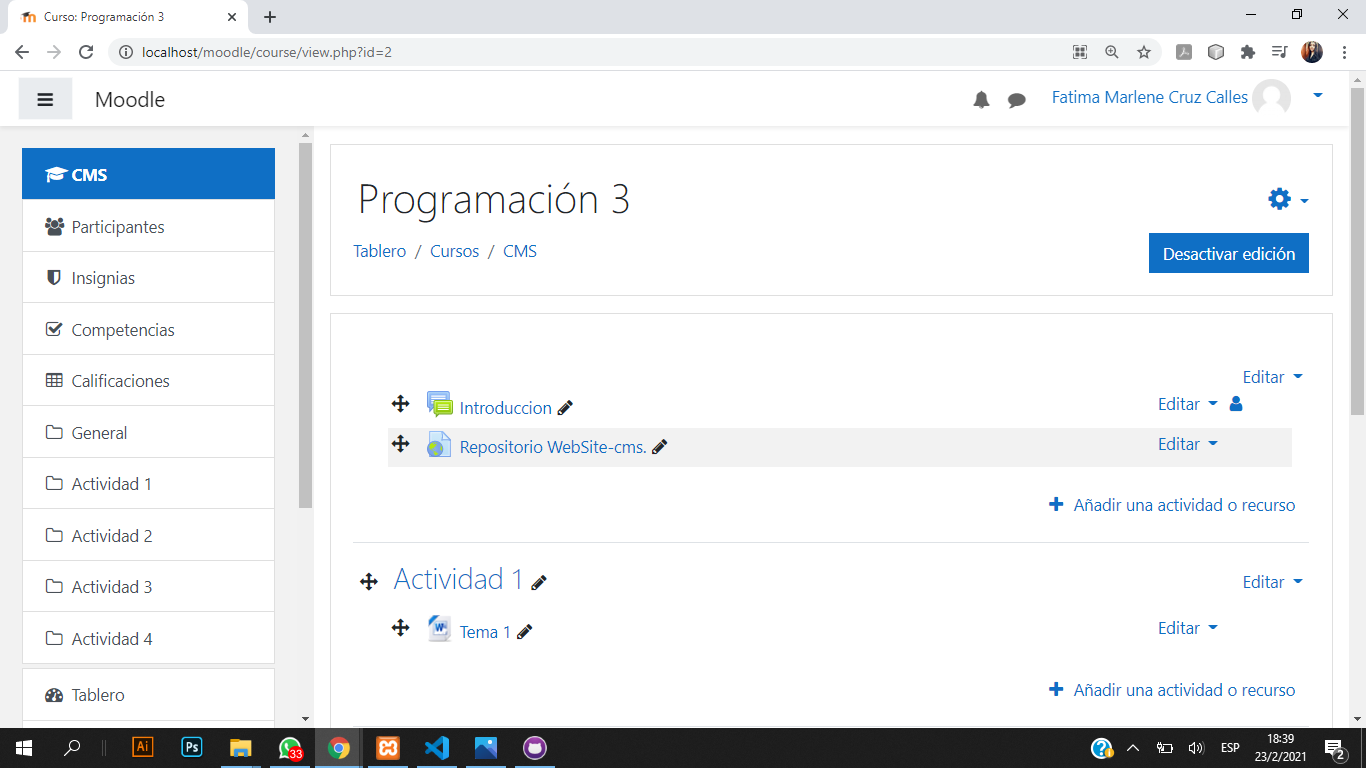 Curso: Programación 3
localhost/moodle/course/view.php?id=2
Moodle
Fatima Marlene Cruz Calles
CMS
Participantes
Insignias
Competencias
Calificaciones
General
Actividad 1
Actividad 2
Actividad 3
Actividad 4
Tablero
Programación 3
Tablero / Cursos / CMS
Desactivar edición
Editar
Introduccion Editar
Repositorio WebSite-cms. Editar
Añadir una actividad o recurso
Actividad 1 Editar
Tema 1 Editar
Añadir una actividad o recurso
Ai
Ps
33
ESP
18:39
23/2/2021
2